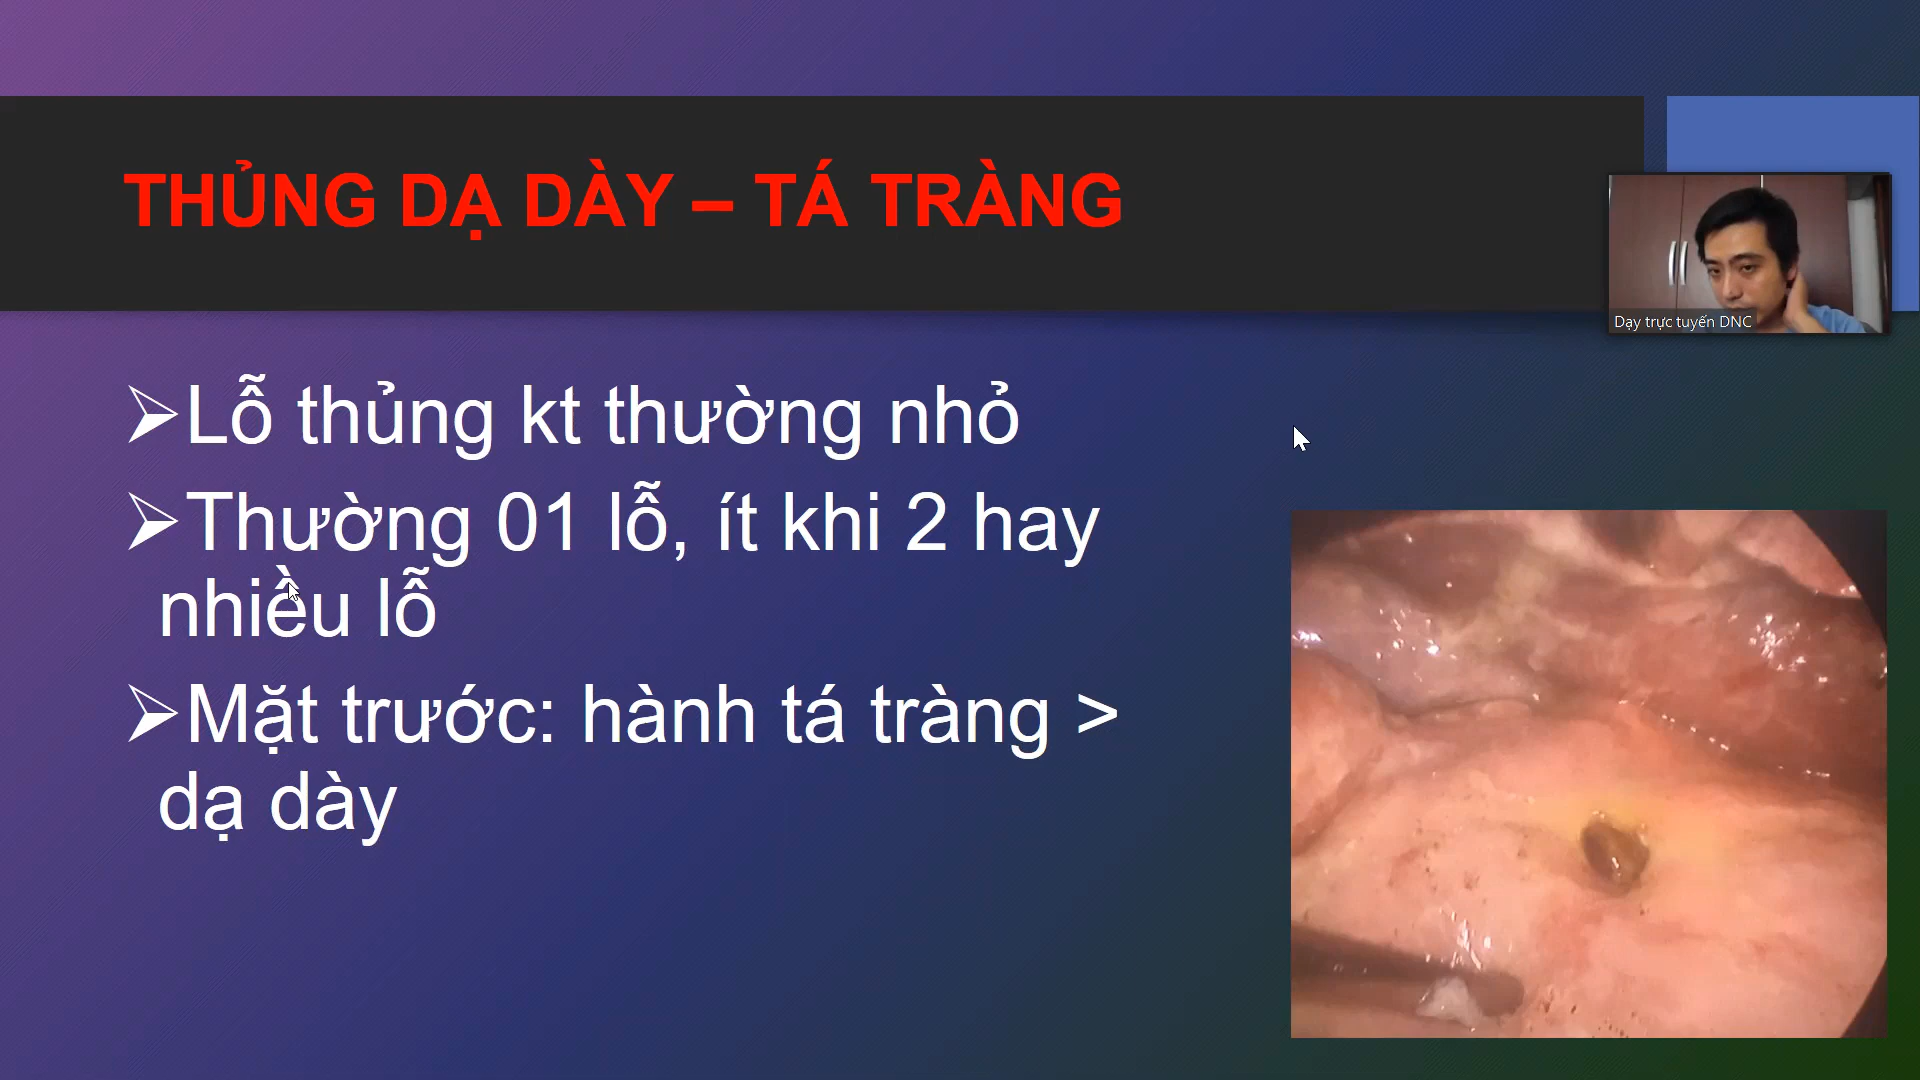 THỦNG DẠ DÀY – TÁ TRÀNG
Dạy trực tuyến DNC
➢Lỗ thủng kt thường nhỏ
➢Thường 01 lỗ, ít khi 2 hay
nhiều lỗ
➢Mặt trước: hành tá tràng >
dạ dày